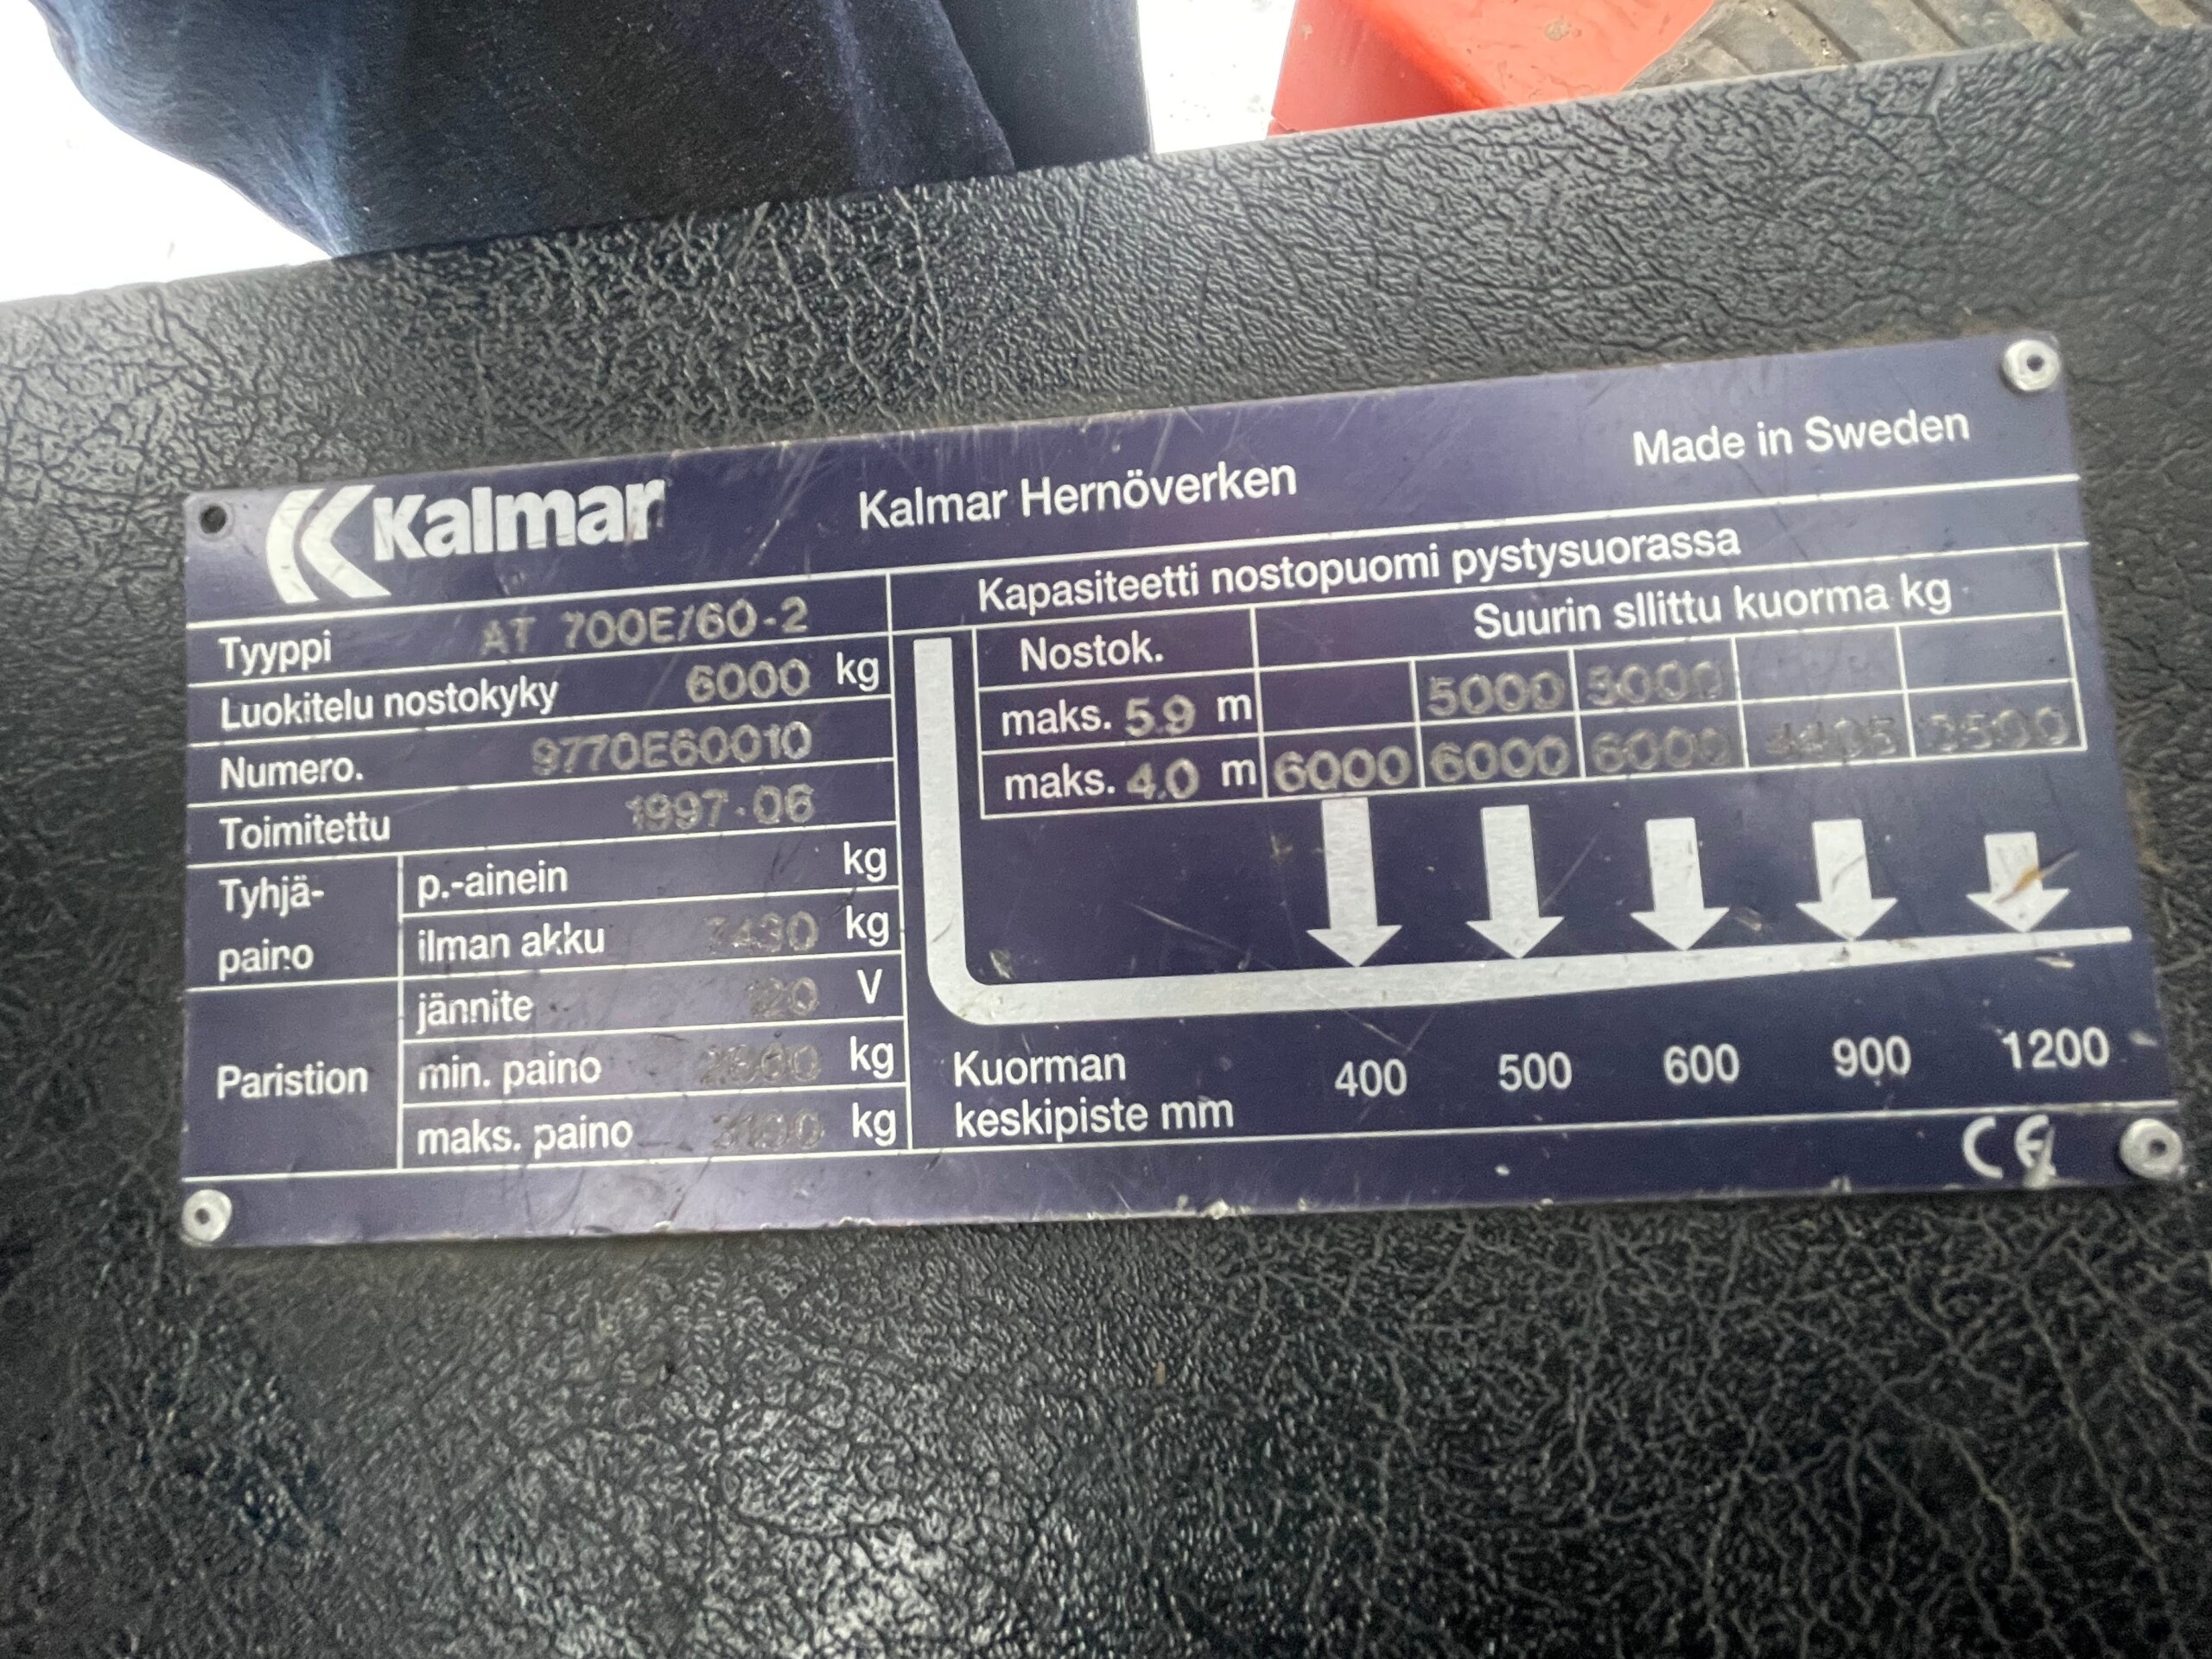 Kalmar
Kalmar Hernöverken
Made in Sweden
Tyyppi AT 700E/60-2
Luokitelu nostokyky 6000 kg
Numero. 9770E60010
Toimitettu 1997-06
Tyhjä-
paino
p.-ainein kg
ilman akku kg
Paristion
jännite V
min. paino kg
maks. paino kg
Kapasiteetti nostopuomi pystysuorassa
Nostok. Suurin sllittu kuorma kg
maks. 5.9 m 5000
maks. 4.0 m 6000 6000 6000 3500
Kuorman
keskipiste mm 400 500 600 900 1200
CE